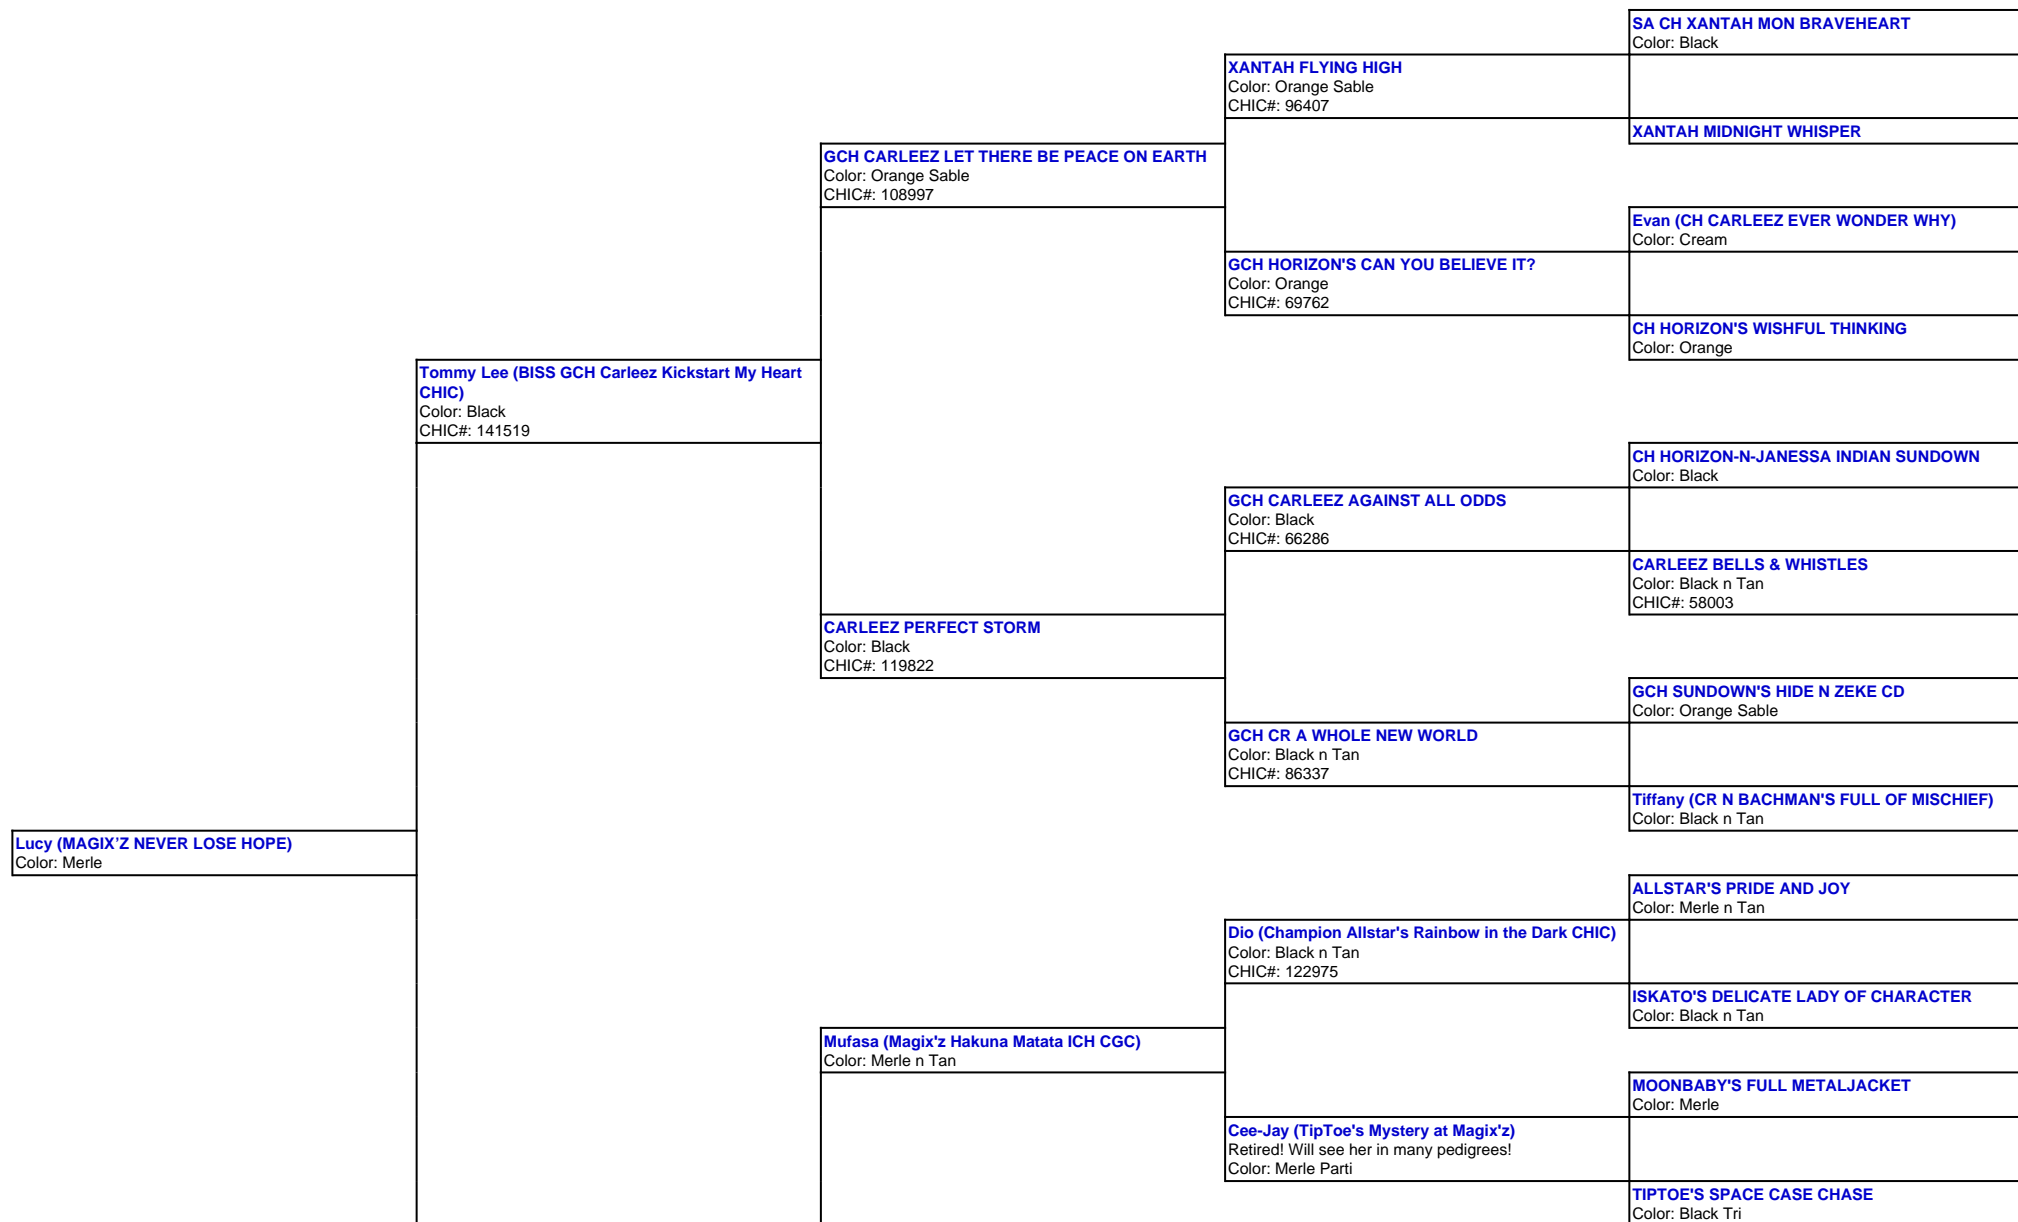 SA CH XANTAH MON BRAVEHEART
Color: Black
XANTAH FLYING HIGH
Color: Orange Sable
CHIC#: 96407
XANTAH MIDNIGHT WHISPER
GCH CARLEEZ LET THERE BE PEACE ON EARTH
Color: Orange Sable
CHIC#: 108997
Evan (CH CARLEEZ EVER WONDER WHY)
Color: Cream
GCH HORIZON'S CAN YOU BELIEVE IT?
Color: Orange
CHIC#: 69762
CH HORIZON'S WISHFUL THINKING
Color: Orange
Tommy Lee (BISS GCH Carleez Kickstart My Heart
CHIC)
Color: Black
CHIC#: 141519
CH HORIZON-N-JANESSA INDIAN SUNDOWN
Color: Black
GCH CARLEEZ AGAINST ALL ODDS
Color: Black
CHIC#: 66286
CARLEEZ BELLS & WHISTLES
Color: Black n Tan
CHIC#: 58003
CARLEEZ PERFECT STORM
Color: Black
CHIC#: 119822
GCH SUNDOWN'S HIDE N ZEKE CD
Color: Orange Sable
GCH CR A WHOLE NEW WORLD
Color: Black n Tan
CHIC#: 86337
Tiffany (CR N BACHMAN'S FULL OF MISCHIEF)
Color: Black n Tan
Lucy (MAGIX’Z NEVER LOSE HOPE)
Color: Merle
ALLSTAR'S PRIDE AND JOY
Color: Merle n Tan
Dio (Champion Allstar's Rainbow in the Dark CHIC)
Color: Black n Tan
CHIC#: 122975
ISKATO'S DELICATE LADY OF CHARACTER
Color: Black n Tan
Mufasa (Magix'z Hakuna Matata ICH CGC)
Color: Merle n Tan
MOONBABY'S FULL METALJACKET
Color: Merle
Cee-Jay (TipToe's Mystery at Magix'z)
Retired! Will see her in many pedigrees!
Color: Merle Parti
TIPTOE'S SPACE CASE CHASE
Color: Black Tri